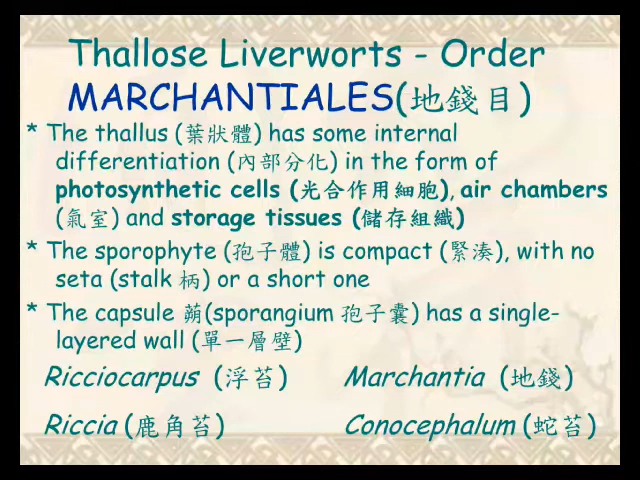 Thallose Liverworts - Order
MARCHANTIALES(地錢目)
* The thallus (葉狀體) has some internal
differentiation (內部分化) in the form of
photosynthetic cells (光合作用細胞), air chambers
(氣室) and storage tissues (儲存組織)
* The sporophyte (孢子體) is compact (緊湊), with no
seta (stalk 柄) or a short one
* The capsule 蒴(sporangium 孢子囊) has a single-
layered wall (單一層壁)
Ricciocarpus (浮苔) Marchantia (地錢)
Riccia (鹿角苔) Conocephalum (蛇苔)